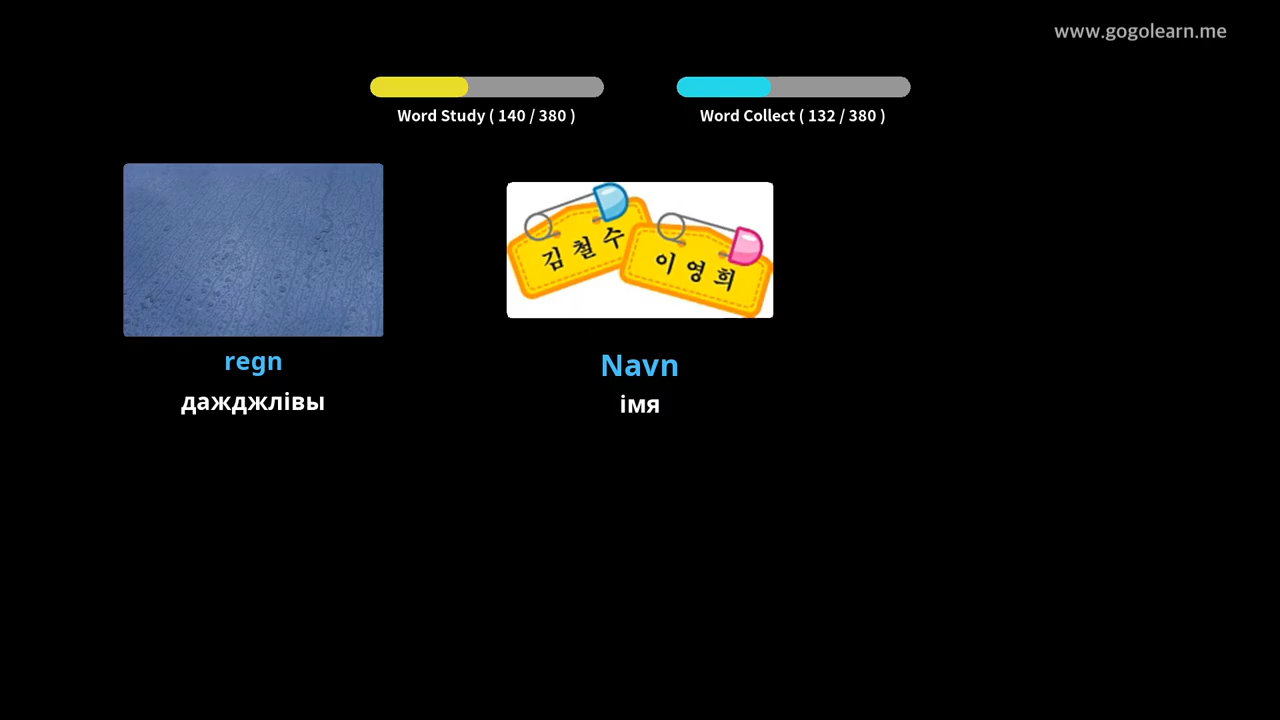 www.gogolearn.me
Word Study ( 140 / 380 )
Word Collect ( 132 / 380 )
김철수
이영희
regn
Navn
дажджлівы
імя